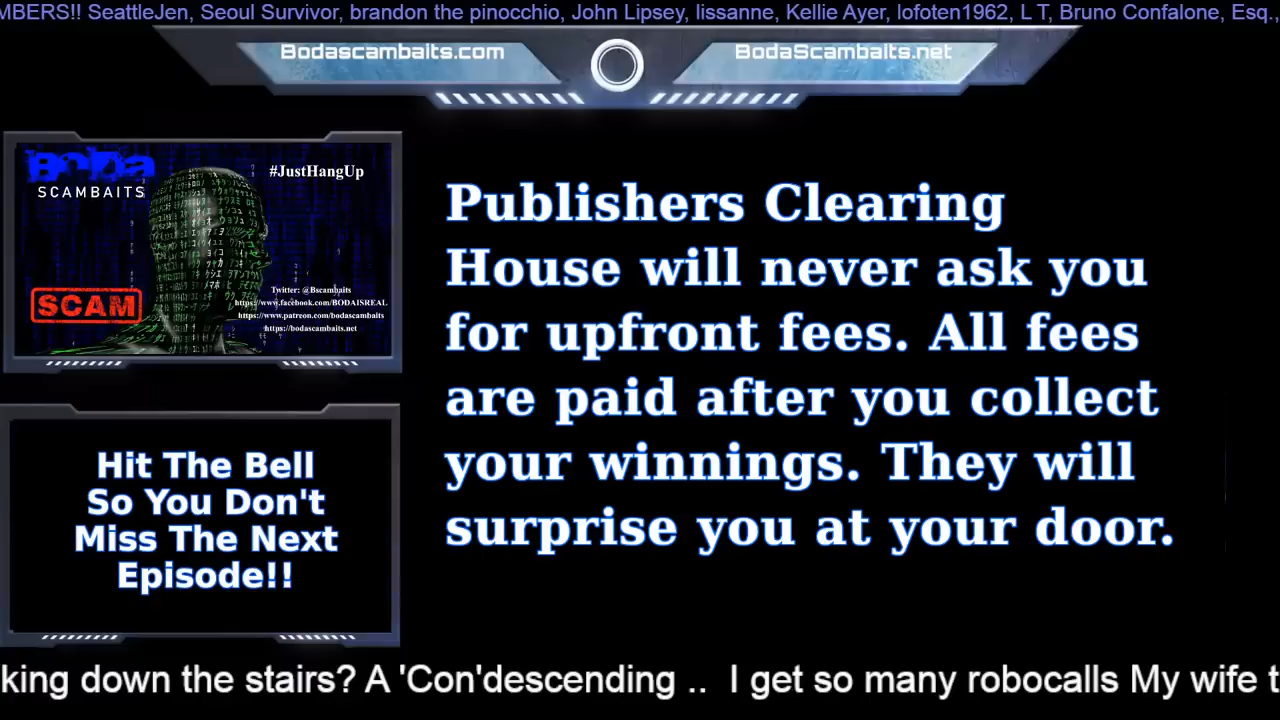 MBERS!! SeattleJen, Seoul Survivor, brandon the pinocchio, John Lipsey, lissanne, Kellie Ayer, lofoten1962, L T, Bruno Confalone, Esq.,
Bodascambaits.com
BodaScambaits.net
BoDa
SCAMBAITS
#JustHangUp
SCAM
Twitter: @Bscambaits
https://www.facebook.com/BODAISREAL
https://www.patreon.com/bodascambaits
https://bodascambaits.net
Publishers Clearing
House will never ask you
for upfront fees. All fees
are paid after you collect
your winnings. They will
surprise you at your door.
Hit The Bell
So You Don't
Miss The Next
Episode!!
king down the stairs? A 'Con'descending .. I get so many robocalls My wife t